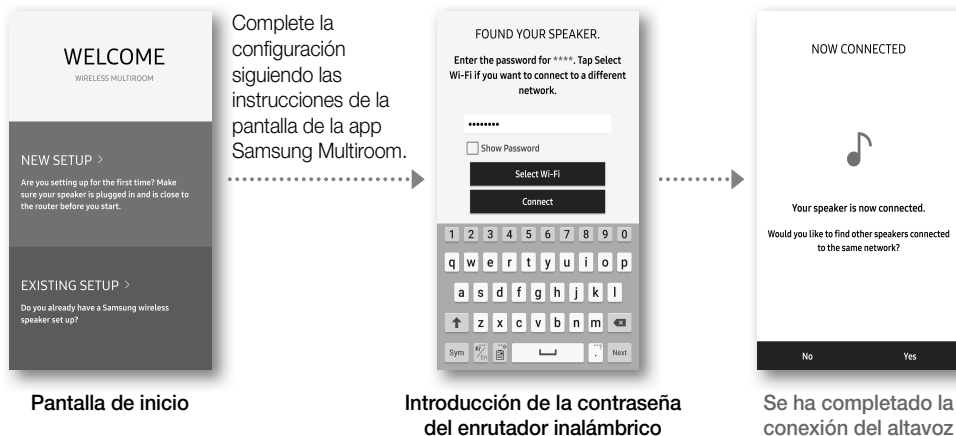 WELCOME
WIRELESS MULTIROOM
NEW SETUP >
Are you setting up for the first time? Make
sure your speaker is plugged in and is close to
the router before you start.
EXISTING SETUP >
Do you already have a Samsung wireless
speaker set up?
Pantalla de inicio
Complete la
configuración
siguiendo las
instrucciones de la
pantalla de la app
Samsung Multiroom.
FOUND YOUR SPEAKER.
Enter the password for ****. Tap Select
Wi-Fi if you want to connect to a different
network.
••••••••
Show Password
Select Wi-Fi
Connect
1 2 3 4 5 6 7 8 9 0
q w e r t y u i o p
a s d f g h j k l
z x c v b n m
Sym En . Next
Introducción de la contraseña
del enrutador inalámbrico
NOW CONNECTED
Your speaker is now connected.
Would you like to find other speakers connected
to the same network?
No Yes
Se ha completado la
conexión del altavoz